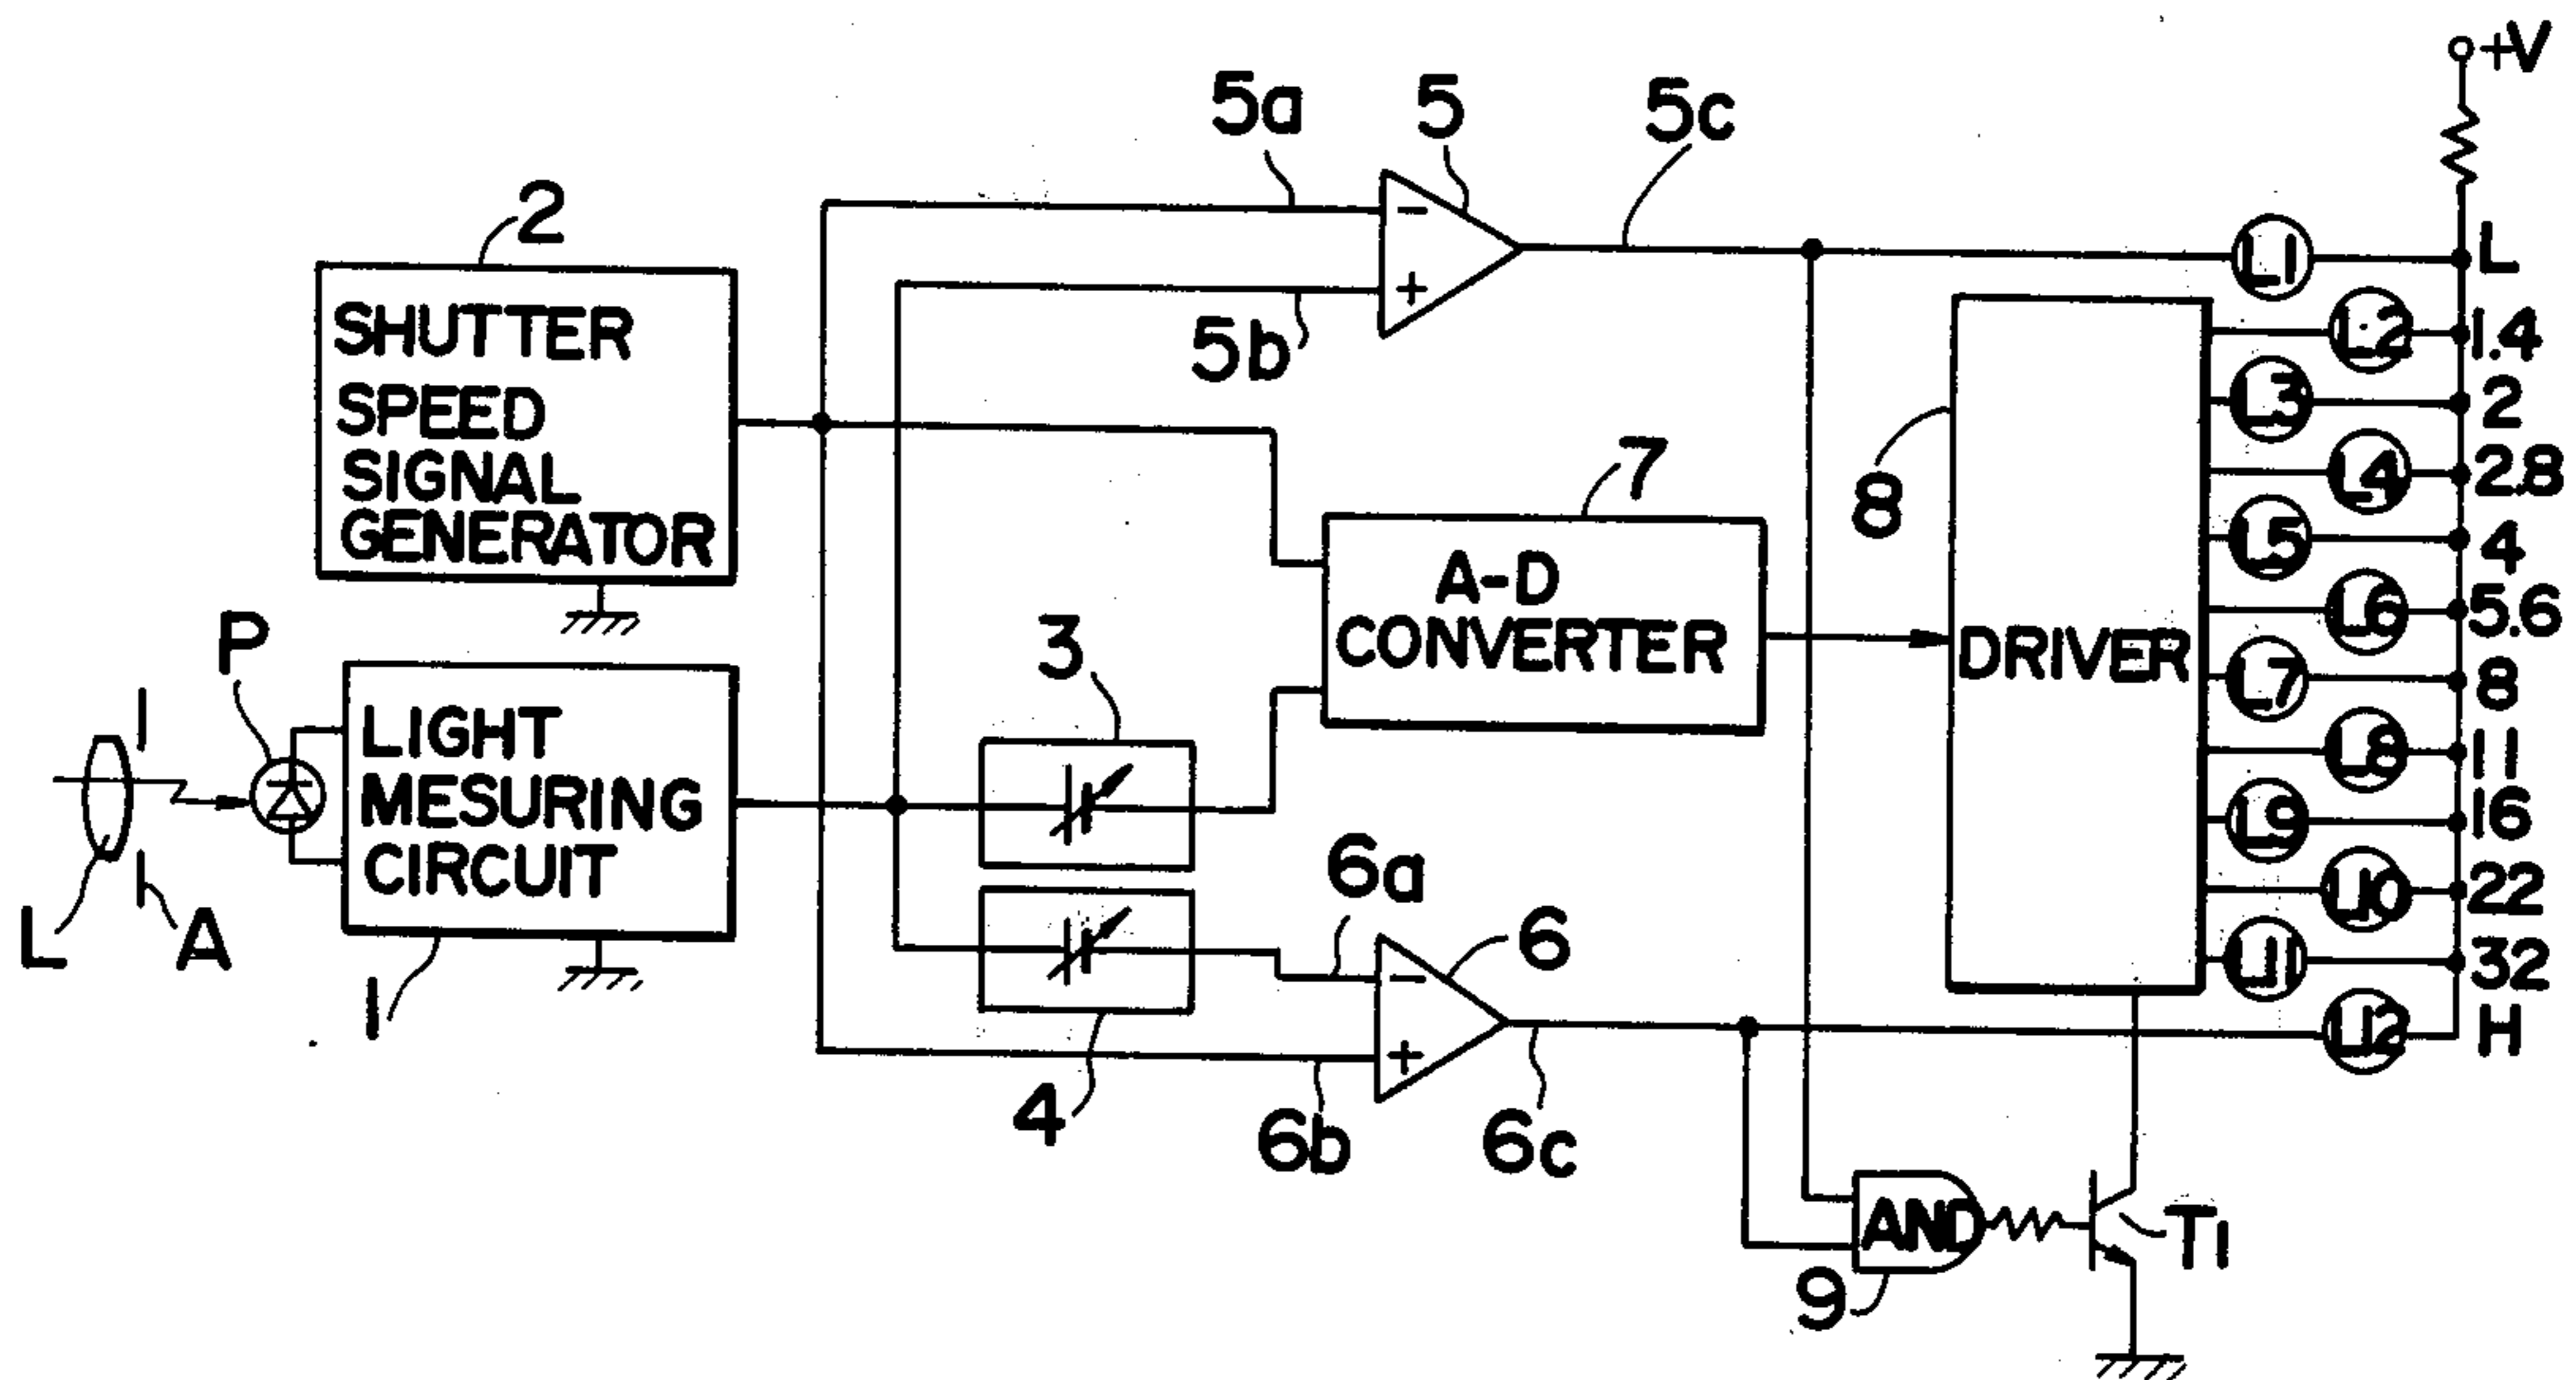 +V
5a
5
5c
2
L1
L
SHUTTER
SPEED
SIGNAL
GENERATOR
5b
−
+
L2
1.4
L3
2
8
L4
2.8
7
L5
4
A-D
CONVERTER
DRIVER
L6
5.6
P
3
L7
8
LIGHT
MESURING
CIRCUIT
L8
11
L9
16
L
A
1
6a
6
L10
22
L11
32
−
+
4
6b
6c
L12
H
AND
9
T1